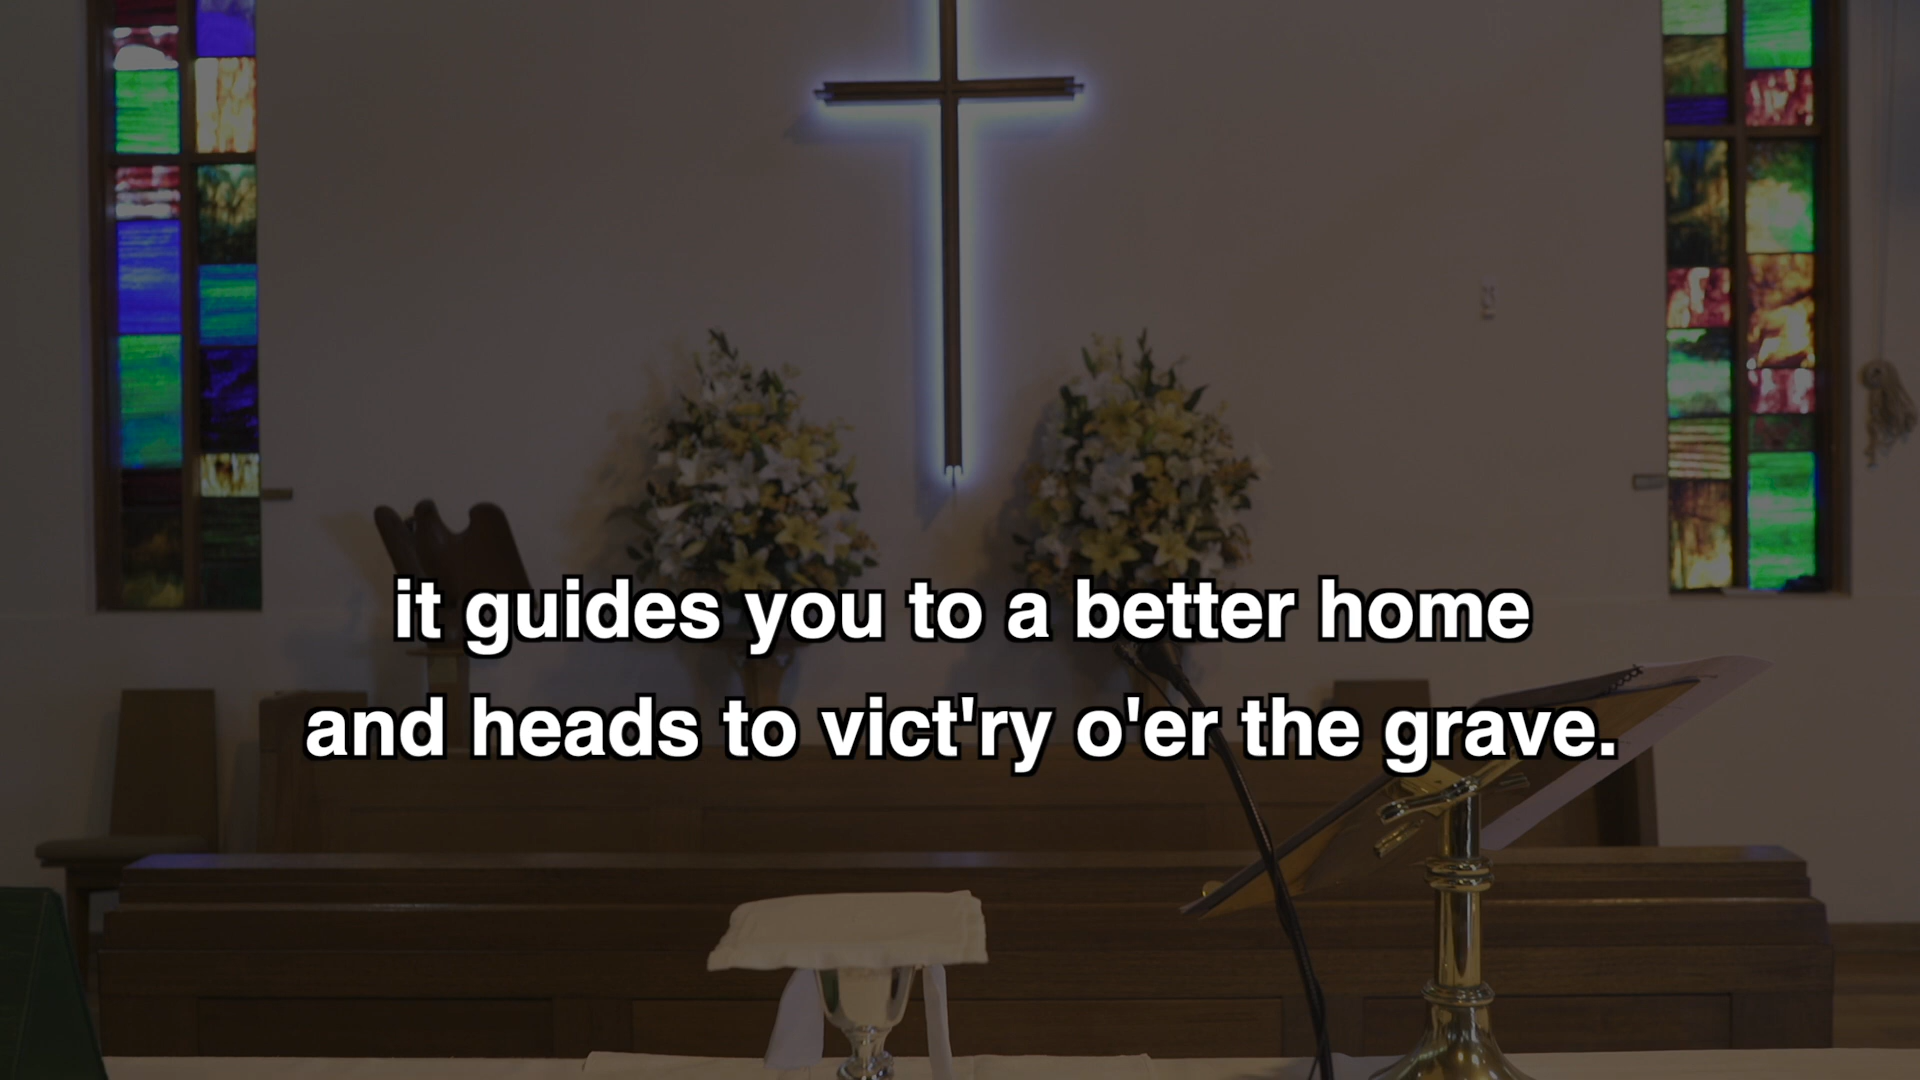 it guides you to a better home
and heads to vict'ry o'er the grave.